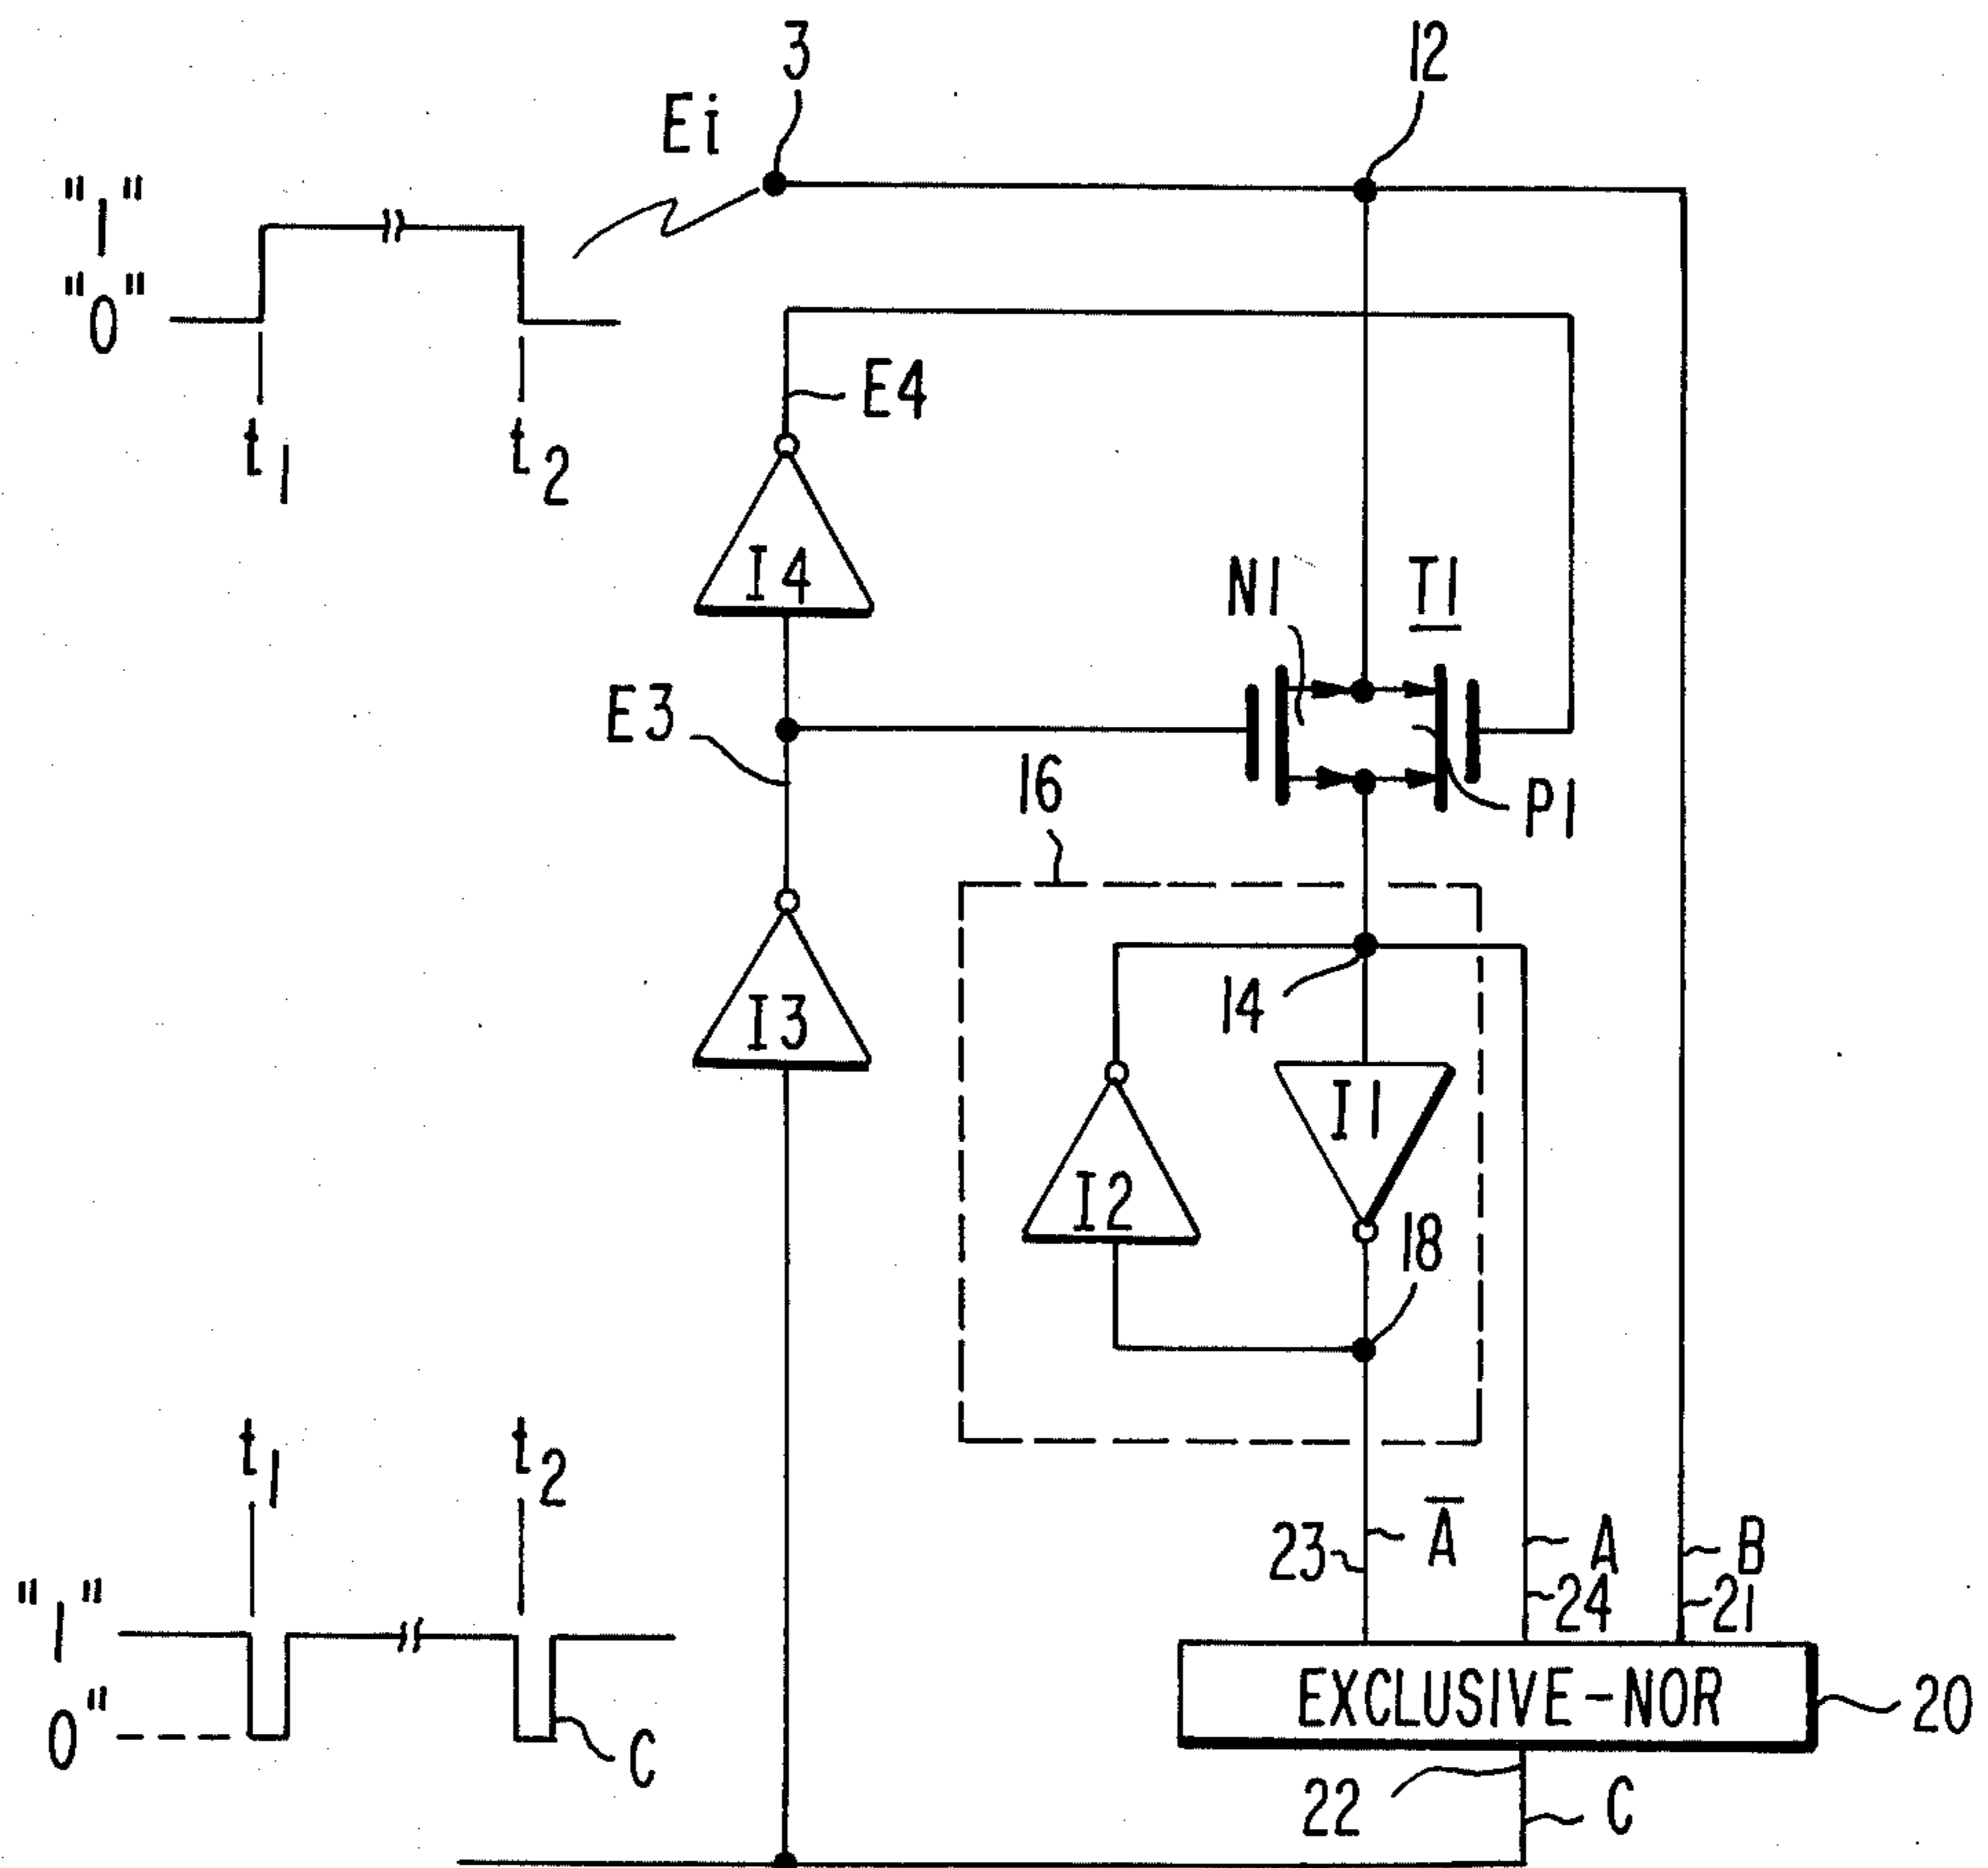 3
12
Ei
"1"
"0"
t1
t2
E4
I4
N1
T1
E3
16
P1
I3
14
I1
I2
18
t1
t2
A̅
23
A
B
24
21
"1"
0"
EXCLUSIVE-NOR
20
C
22
C